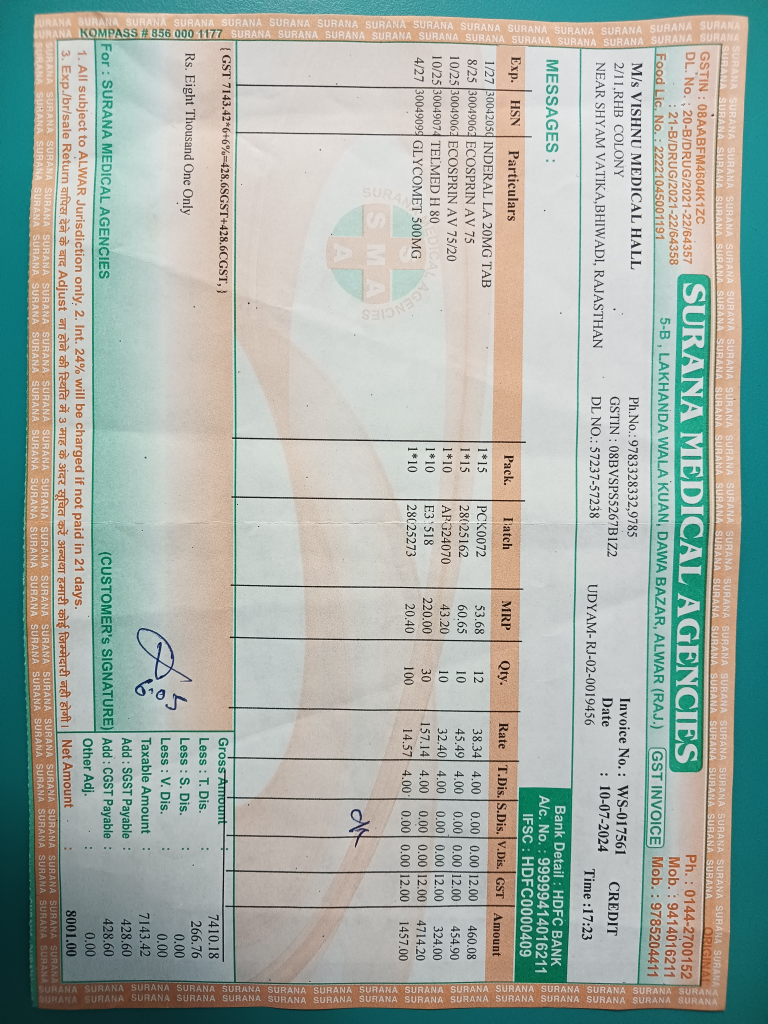 ORIGINAL
GSTIN : 08AABFM4604K1ZC
DL. No. : 20-B/DRUG/2021-22/64357
: 21-B/DRUG/2021-22/64358
Food Lic. No. : 22221045001191
SURANA MEDICAL AGENCIES
5-B , LAKHANDA WALA KUAN, DAWA BAZAR, ALWAR (RAJ.)
GST INVOICE
Ph. : 0144-2700152
Mob. : 9414016211
Mob. : 9785204411
M/s VISHNU MEDICAL HALL
2/11,RHB COLONY
NEAR SHYAM VATIKA,BHIWADI, RAJASTHAN
Ph.No.: 9783328332,9785
GSTIN : 08BVSPS5267B1Z2
DL NO.: 57237-57238
UDYAM- RJ-02-0019456
Invoice No. : WS-017561 CREDIT
Date : 10-07-2024 Time :17:23
MESSAGES :
Bank Detail : HDFC BANK
A/c. No. : 99999414016211
IFSC : HDFC0000409
Exp. HSN Particulars Pack. Batch MRP Qty. Rate T.Dis. S.Dis. V.Dis. GST Amount
1/27 INDERAL LA 20MG TAB 1*15 PCK0072 53.68 12 38.34 4.00 0.00 0.00 12.00 460.08
8/25 30049062 ECOSPRIN AV 75 1*15 28025162 60.65 10 45.49 4.00 0.00 0.00 12.00 454.90
10/25 30049062 ECOSPRIN AV 75/20 1*10 43.20 10 32.40 4.00 0.00 0.00 12.00 324.00
10/25 30049074 TELMED H 80 1*10 220.00 30 157.14 4.00 0.00 0.00 12.00 4714.20
4/27 30049099 GLYCOMET 500MG 1*10 28025273 20.40 100 14.57 4.00 0.00 0.00 12.00 1457.00
SURANA MEDICAL AGENCIES
S M A
{ GST 7143.42*6+6%=428.6SGST+428.6CGST, }
Rs. Eight Thousand One Only
Gross Amount : 7410.18
Less : T. Dis. : 266.76
Less : S. Dis. : 0.00
Less : V. Dis. : 0.00
Taxable Amount : 7143.42
Add : SGST Payable : 428.60
Add : CGST Payable : 428.60
Other Adj. : 0.00
Net Amount : 8001.00
For : SURANA MEDICAL AGENCIES
(CUSTOMER's SIGNATURE)
1. All subject to ALWAR Jurisdiction only. 2. Int. 24% will be charged if not paid in 21 days.
3. Exp./br/sale Return वापिस देने के बाद Adjust ना होने की स्थिति में 3 माह के अंदर सूचित करें अन्यथा हमारी कोई जिम्मेदारी नहीं होगी।
KOMPASS # 856 000 1177